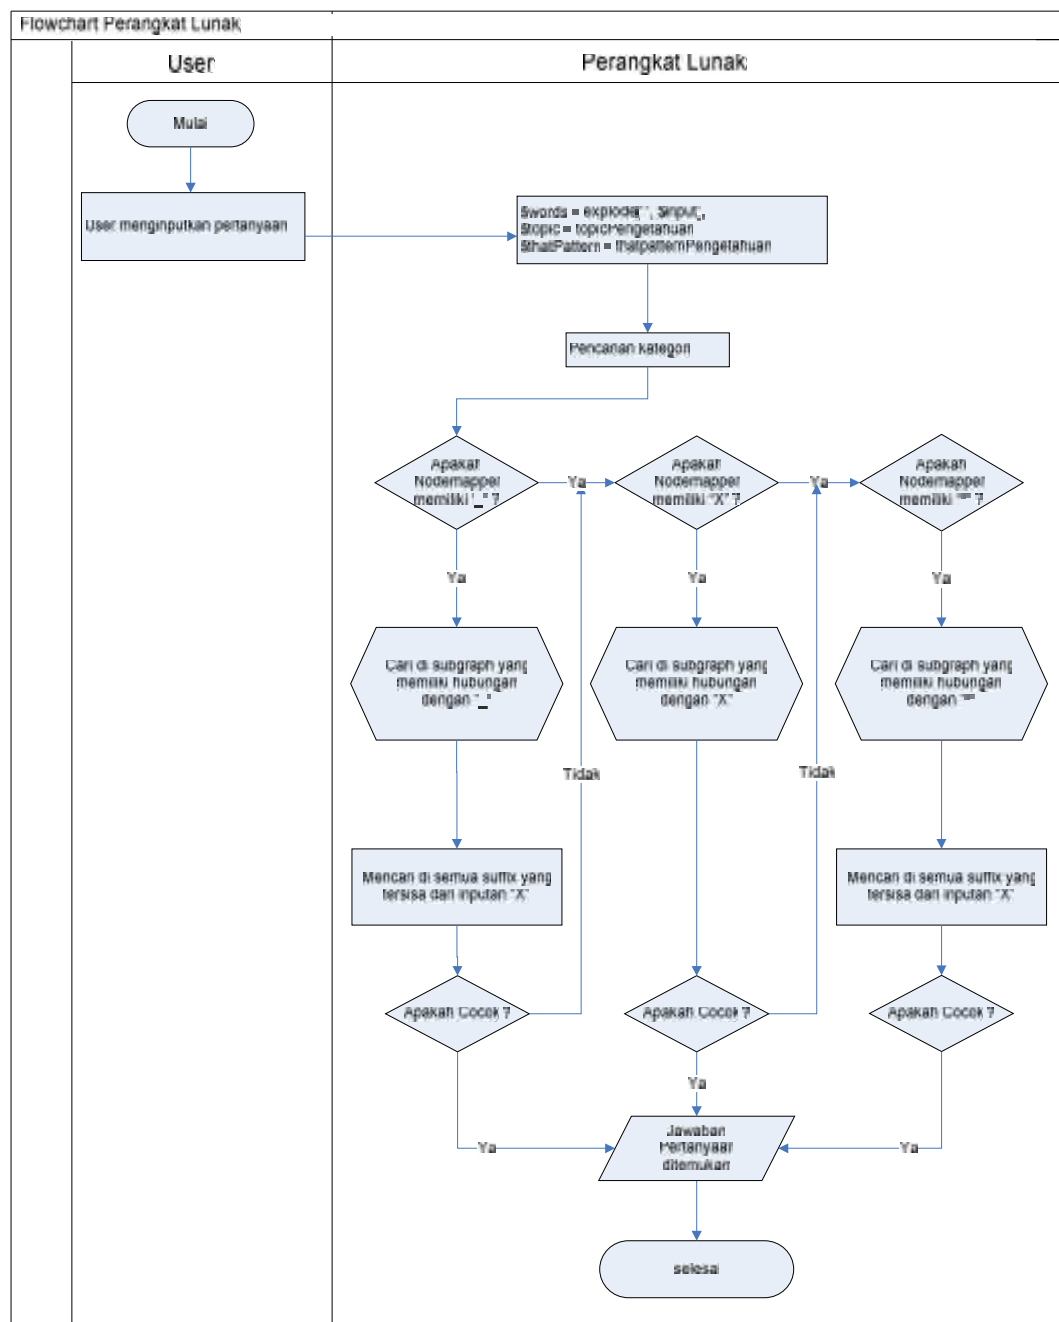 Flowchart Perangkat Lunak
User
Perangkat Lunak
Mulai
User menginputkan pertanyaan
$words = explode(" ", $input),
$topic = topicPengetahuan
$thatPattern = thatpatternPengetahuan
Pencarian kategori
Apakah
Nodemapper
memiliki "_" ?
Ya
Apakah
Nodemapper
memiliki "X" ?
Ya
Apakah
Nodemapper
memiliki "*" ?
Ya
Ya
Ya
Cari di subgraph yang
memiliki hubungan
dengan "_"
Cari di subgraph yang
memiliki hubungan
dengan "X"
Cari di subgraph yang
memiliki hubungan
dengan "*"
Tidak
Tidak
Mencari di semua suffix yang
tersisa dari inputan "X"
Mencari di semua suffix yang
tersisa dari inputan "X"
Apakah Cocok ?
Apakah Cocok ?
Apakah Cocok ?
Ya
Ya
Jawaban
Pertanyaan
ditemukan
Ya
selesai